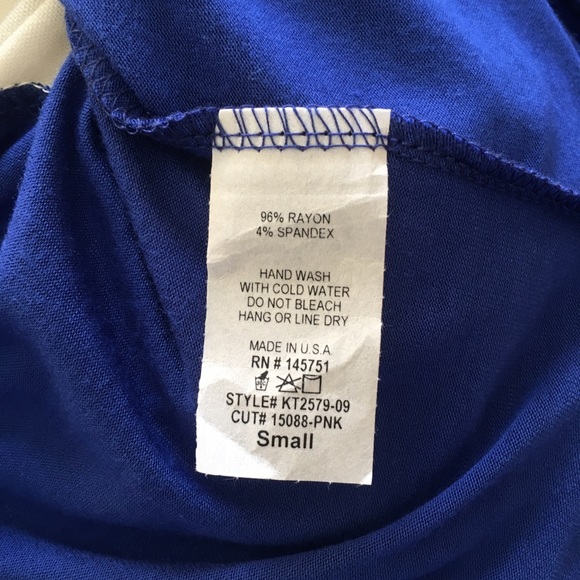 96% RAYON
4% SPANDEX
HAND WASH
WITH COLD WATER
DO NOT BLEACH
HANG OR LINE DRY
MADE IN U.S.A
RN # 145751
STYLE# KT2579-09
CUT# 15088-PNK
Small